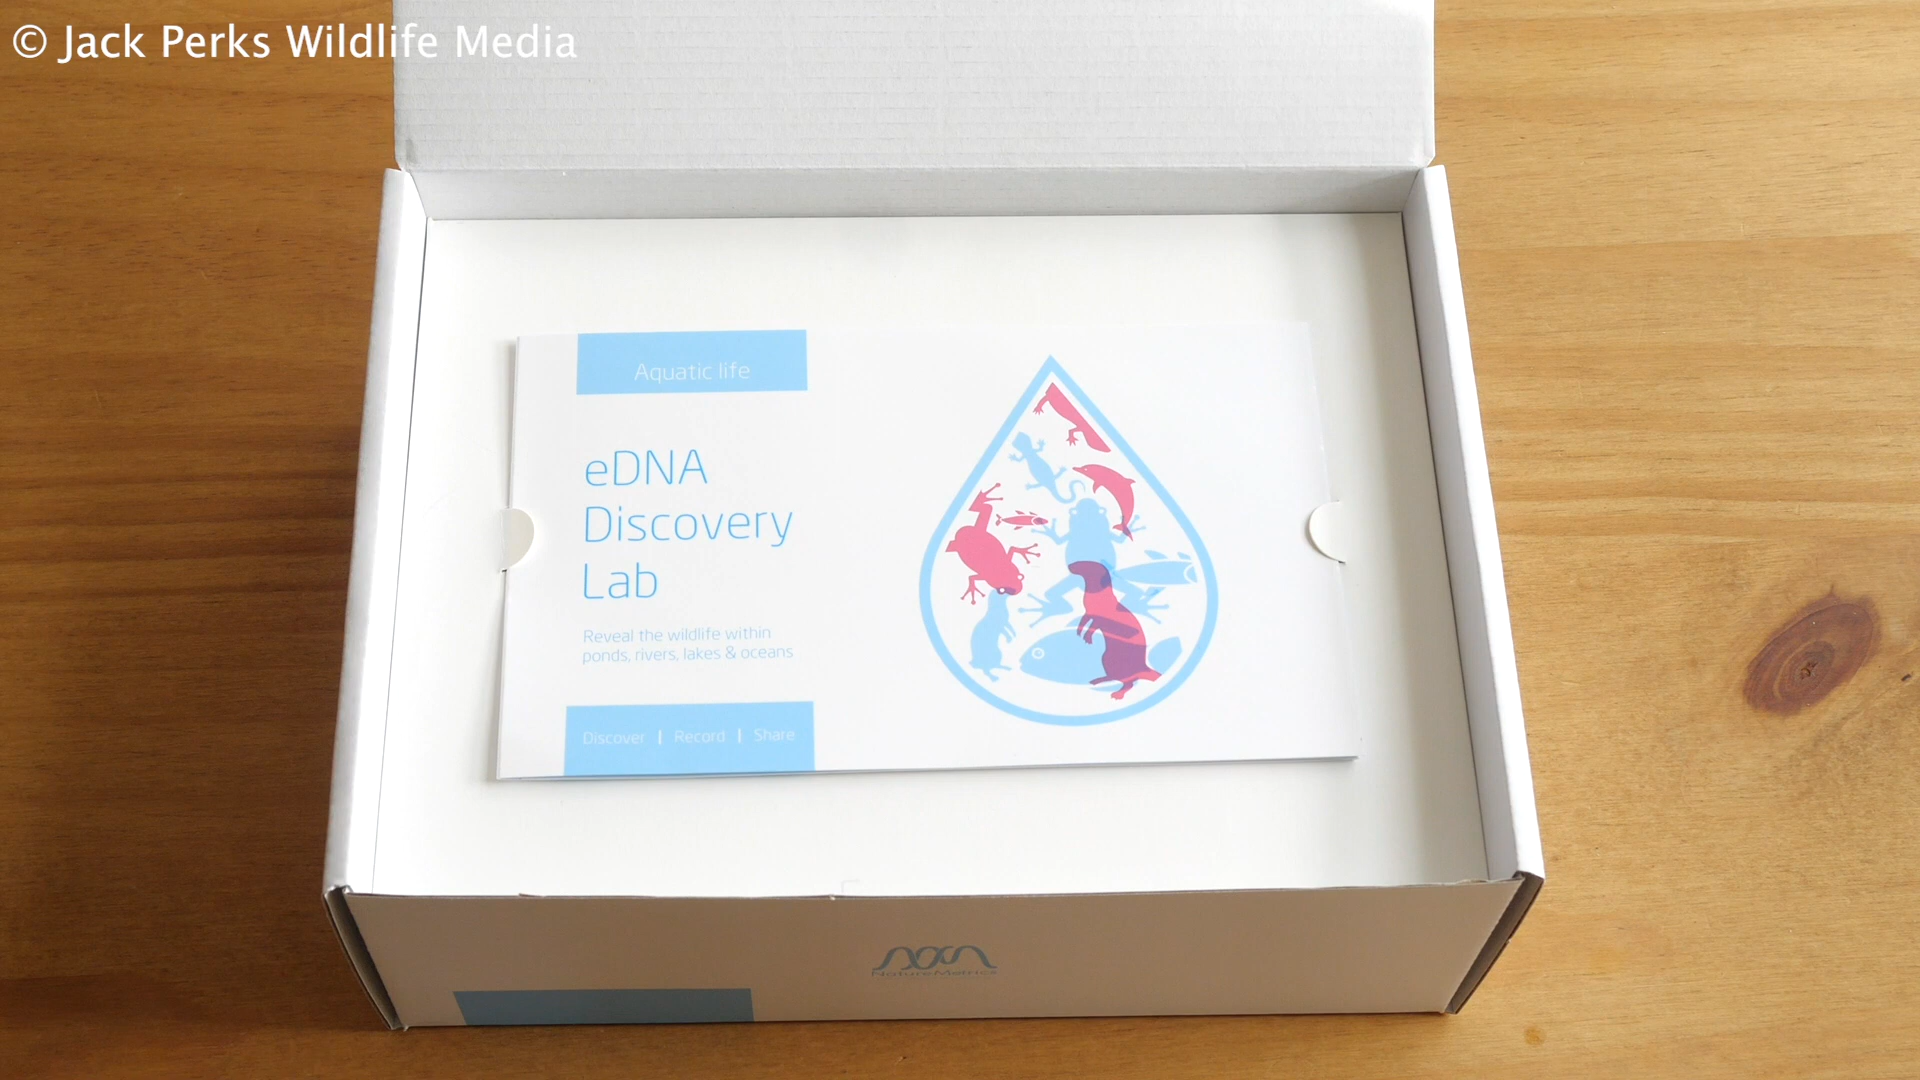 © Jack Perks Wildlife Media
Aquatic life
eDNA
Discovery
Lab
Reveal the wildlife within
ponds, rivers, lakes & oceans
Discover | Record | Share
NatureMetrics